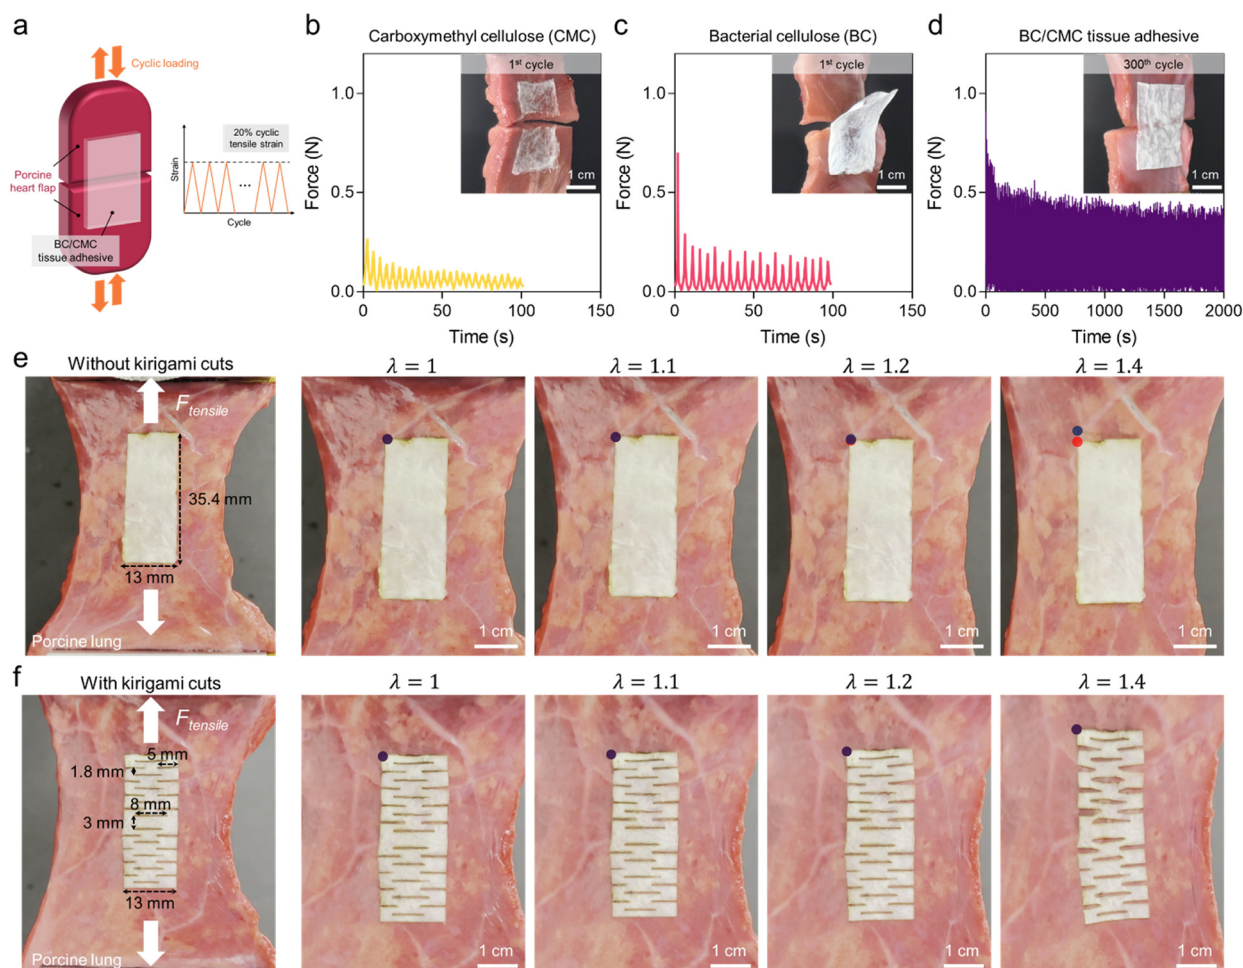 a
Cyclic loading
20% cyclic
tensile strain
Strain
...
Cycle
Porcine
heart flap
BC/CMC
tissue adhesive
b
Carboxymethyl cellulose (CMC)
1st cycle
1 cm
Force (N)
1.0
0.5
0.0
0
50
100
150
Time (s)
c
Bacterial cellulose (BC)
1st cycle
1 cm
Force (N)
1.0
0.5
0.0
0
50
100
150
Time (s)
d
BC/CMC tissue adhesive
300th cycle
1 cm
Force (N)
1.0
0.5
0.0
0
500
1000
1500
2000
Time (s)
e
Without kirigami cuts
Ftensile
35.4 mm
13 mm
Porcine lung
λ = 1
1 cm
λ = 1.1
1 cm
λ = 1.2
1 cm
λ = 1.4
1 cm
f
With kirigami cuts
Ftensile
5 mm
1.8 mm
8 mm
3 mm
13 mm
Porcine lung
λ = 1
1 cm
λ = 1.1
1 cm
λ = 1.2
1 cm
λ = 1.4
1 cm